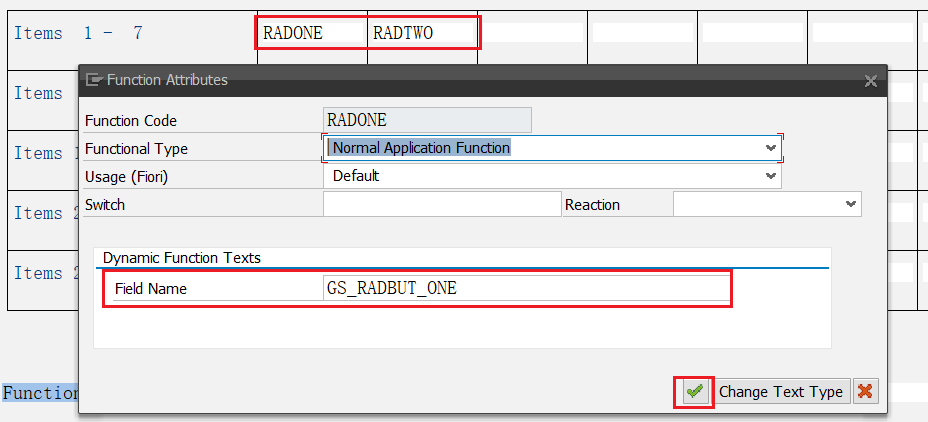 Items 1 - 7 RADONE RADTWO
Function Attributes
Items
Function Code RADONE
Functional Type Normal Application Function
Items 1
Usage (Fiori) Default
Switch Reaction
Items 2
Dynamic Function Texts
Items 2
Field Name GS_RADBUT_ONE
Function
Change Text Type